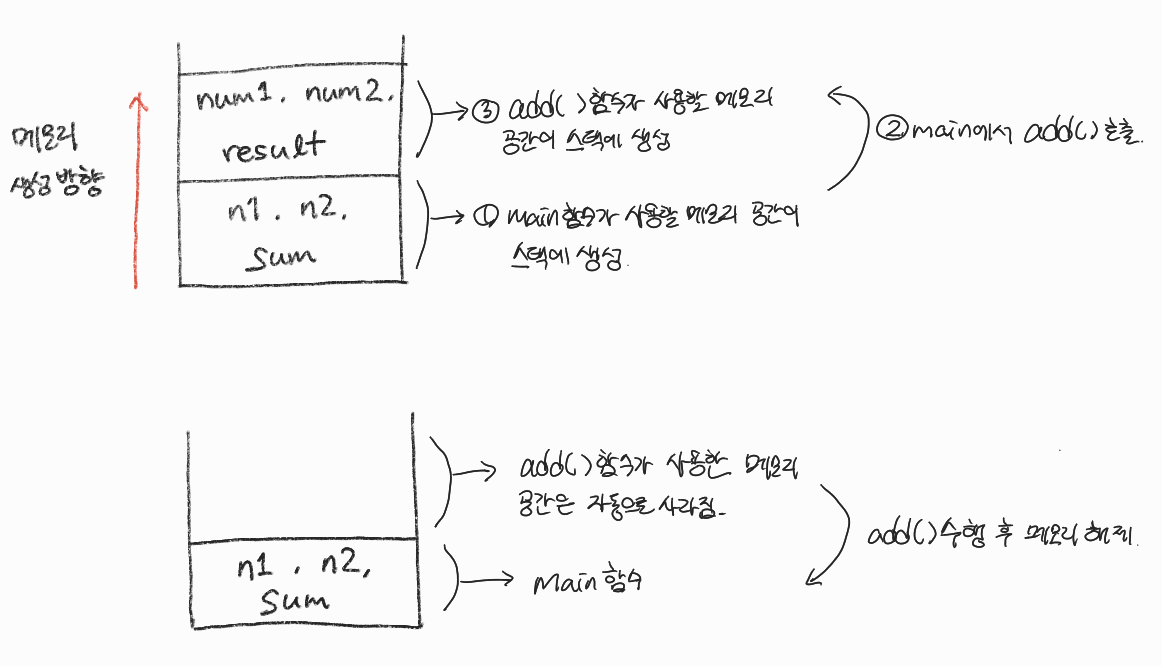 num1. num2.
result
n1. n2.
Sum
메모리
생성 방향
→ ③ add( )함수가 사용할 메모리
공간이 스택에 생성
② main에서 add( ) 호출.
→ ① main함수가 사용할 메모리 공간이
스택에 생성.
→ add( )함수가 사용한 메모리
공간은 자동으로 사라짐.
add( )수행 후 메모리 해제.
n1. n2,
Sum
→ main 함수